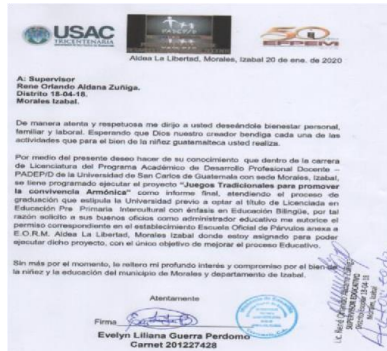 USAC
TRICENTENARIA
PADEP/D
50
EFPEM
Aldea La Libertad, Morales, Izabal 20 de ene. de 2020
A: Supervisor
Rene Orlando Aldana Zuñiga.
Distrito 18-04-18.
Morales Izabal.
De manera atenta y respetuosa me dirijo a usted deseándole bienestar personal,
familiar y laboral. Esperando que Dios nuestro creador bendiga cada una de las
actividades que para el bien de la niñez guatemalteca usted realiza.
Por medio del presente deseo hacer de su conocimiento que dentro de la carrera
de Licenciatura del Programa Académico de Desarrollo Profesional Docente –
PADEP/D de la Universidad de San Carlos de Guatemala con sede Morales, Izabal,
se tiene programado ejecutar el proyecto “Juegos Tradicionales para promover
la convivencia Armónica” como informe final, atendiendo el proceso de
graduación que estipula la Universidad previo a optar al título de Licenciada en
Educación Pre Primaria Intercultural con énfasis en Educación Bilingüe, por tal
razón solicito a sus buenos oficios como administrador educativo me autorice el
permiso correspondiente en el establecimiento Escuela Oficial de Párvulos anexa a
E.O.R.M. Aldea La Libertad, Morales Izabal donde estoy asignada para poder
ejecutar dicho proyecto, con el único objetivo de mejorar el proceso Educativo.
Sin más por el momento, le reitero mi profundo interés y compromiso por el bien de
la niñez y la educación del municipio de Morales y departamento de Izabal.
Atentamente
Firma
Evelyn Liliana Guerra Perdomo
Carnet 201227428
SUPERVISOR EDUCATIVO